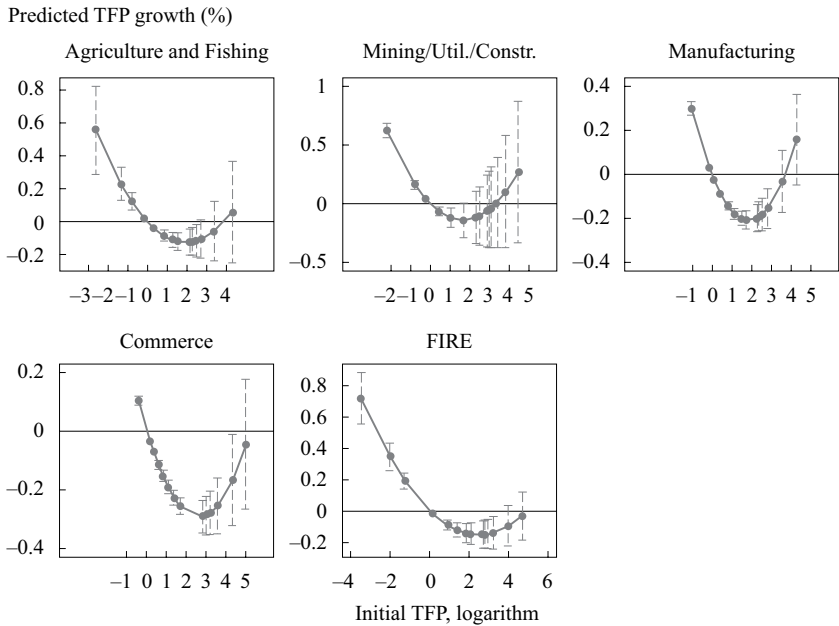 Predicted TFP growth (%)
Agriculture and Fishing
0.8
0.6
0.4
0.2
0
–0.2
–3 –2 –1 0 1 2 3 4
Mining/Util./Constr.
1
0.5
0
–0.5
–2 –1 0 1 2 3 4 5
Manufacturing
0.4
0.2
0
–0.2
–0.4
–1 0 1 2 3 4 5
Commerce
0.2
0
–0.2
–0.4
–1 0 1 2 3 4 5
FIRE
0.8
0.6
0.4
0.2
0
–0.2
–4 –2 0 2 4 6
Initial TFP, logarithm